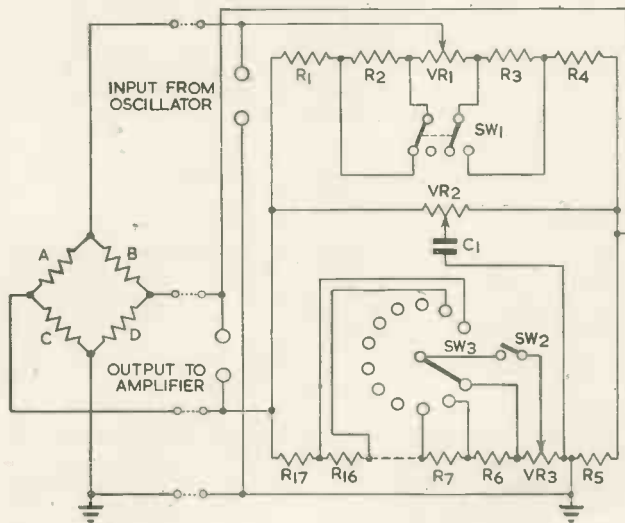 INPUT FROM
OSCILLATOR
R1 R2 VR1 R3 R4
SW1
VR2
C1
A B
C D
OUTPUT TO
AMPLIFIER
SW3 SW2
R17 R16 R7 R6 VR3 R5